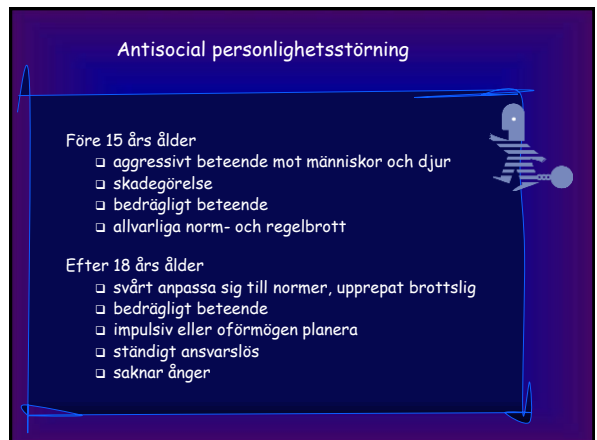 Antisocial personlighetsstörning
Före 15 års ålder
❑ aggressivt beteende mot människor och djur
❑ skadegörelse
❑ bedrägligt beteende
❑ allvarliga norm- och regelbrott
Efter 18 års ålder
❑ svårt anpassa sig till normer, upprepat brottslig
❑ bedrägligt beteende
❑ impulsiv eller oförmögen planera
❑ ständigt ansvarslös
❑ saknar ånger